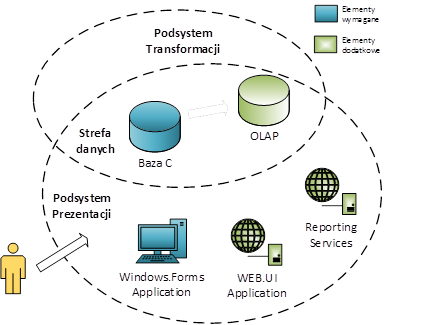 Podsystem
Transformacji
Elementy
wymagane
Elementy
dodatkowe
Strefa
danych
Baza C
OLAP
Podsystem
Prezentacji
Windows.Forms
Application
WEB.UI
Application
Reporting
Services